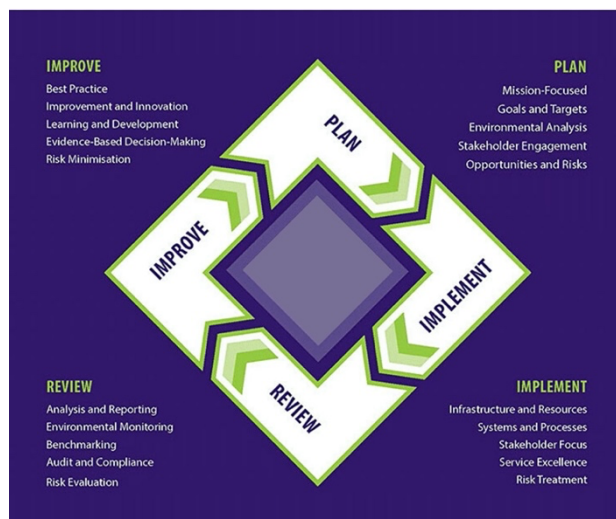 IMPROVE
Best Practice
Improvement and Innovation
Learning and Development
Evidence-Based Decision-Making
Risk Minimisation
PLAN
Mission-Focused
Goals and Targets
Environmental Analysis
Stakeholder Engagement
Opportunities and Risks
PLAN
IMPROVE
IMPLEMENT
REVIEW
REVIEW
Analysis and Reporting
Environmental Monitoring
Benchmarking
Audit and Compliance
Risk Evaluation
IMPLEMENT
Infrastructure and Resources
Systems and Processes
Stakeholder Focus
Service Excellence
Risk Treatment